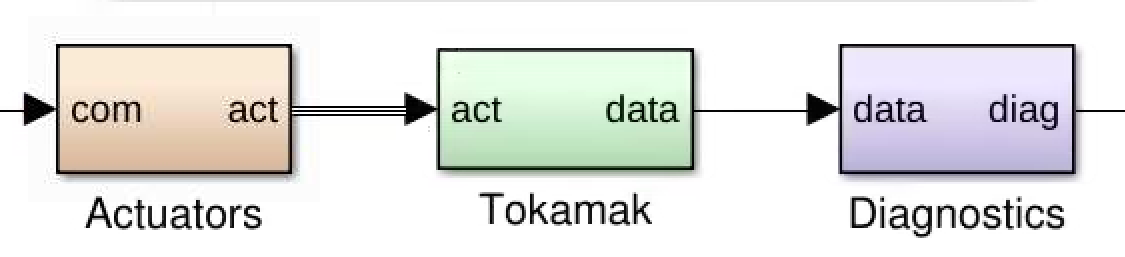 com act
act data
data diag
Actuators
Tokamak
Diagnostics